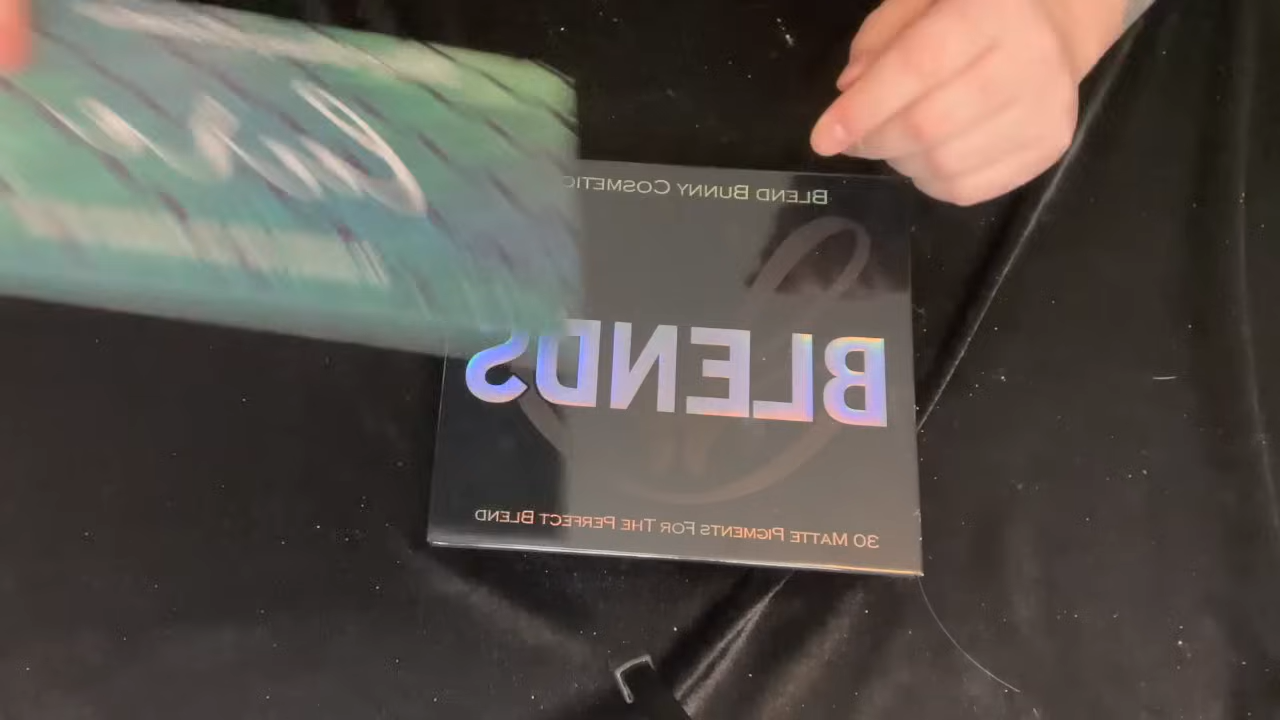 BLEND BUNNY COSMETIC
BLENDS
30 MATTE PIGMENTS FOR THE PERFECT BLEND